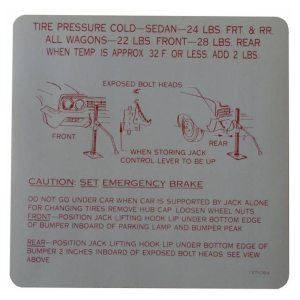 TIRE PRESSURE COLD—SEDAN—24 LBS. FRT & RR.
ALL WAGONS—22 LBS. FRONT—28 LBS. REAR
WHEN TEMP. IS APPROX. 32°F. OR LESS, ADD 2 LBS.
EXPOSED BOLT HEADS
FRONT
REAR
WHEN STORING JACK
CONTROL LEVER TO BE UP
CAUTION: SET EMERGENCY BRAKE
DO NOT GO UNDER CAR WHEN CAR IS SUPPORTED BY JACK ALONE
FOR CHANGING TIRES REMOVE HUB CAP LOOSEN WHEEL NUTS.
FRONT—POSITION JACK LIFTING HOOK UP UNDER BOTTOM EDGE
OF BUMPER INBOARD OF PARKING LAMP AND BUMPER PEAK
REAR—POSITION JACK LIFTING HOOK UP UNDER BOTTOM EDGE OF
BUMPER 2 INCHES INBOARD OF EXPOSED BOLT HEADS. SEE VIEW
ABOVE